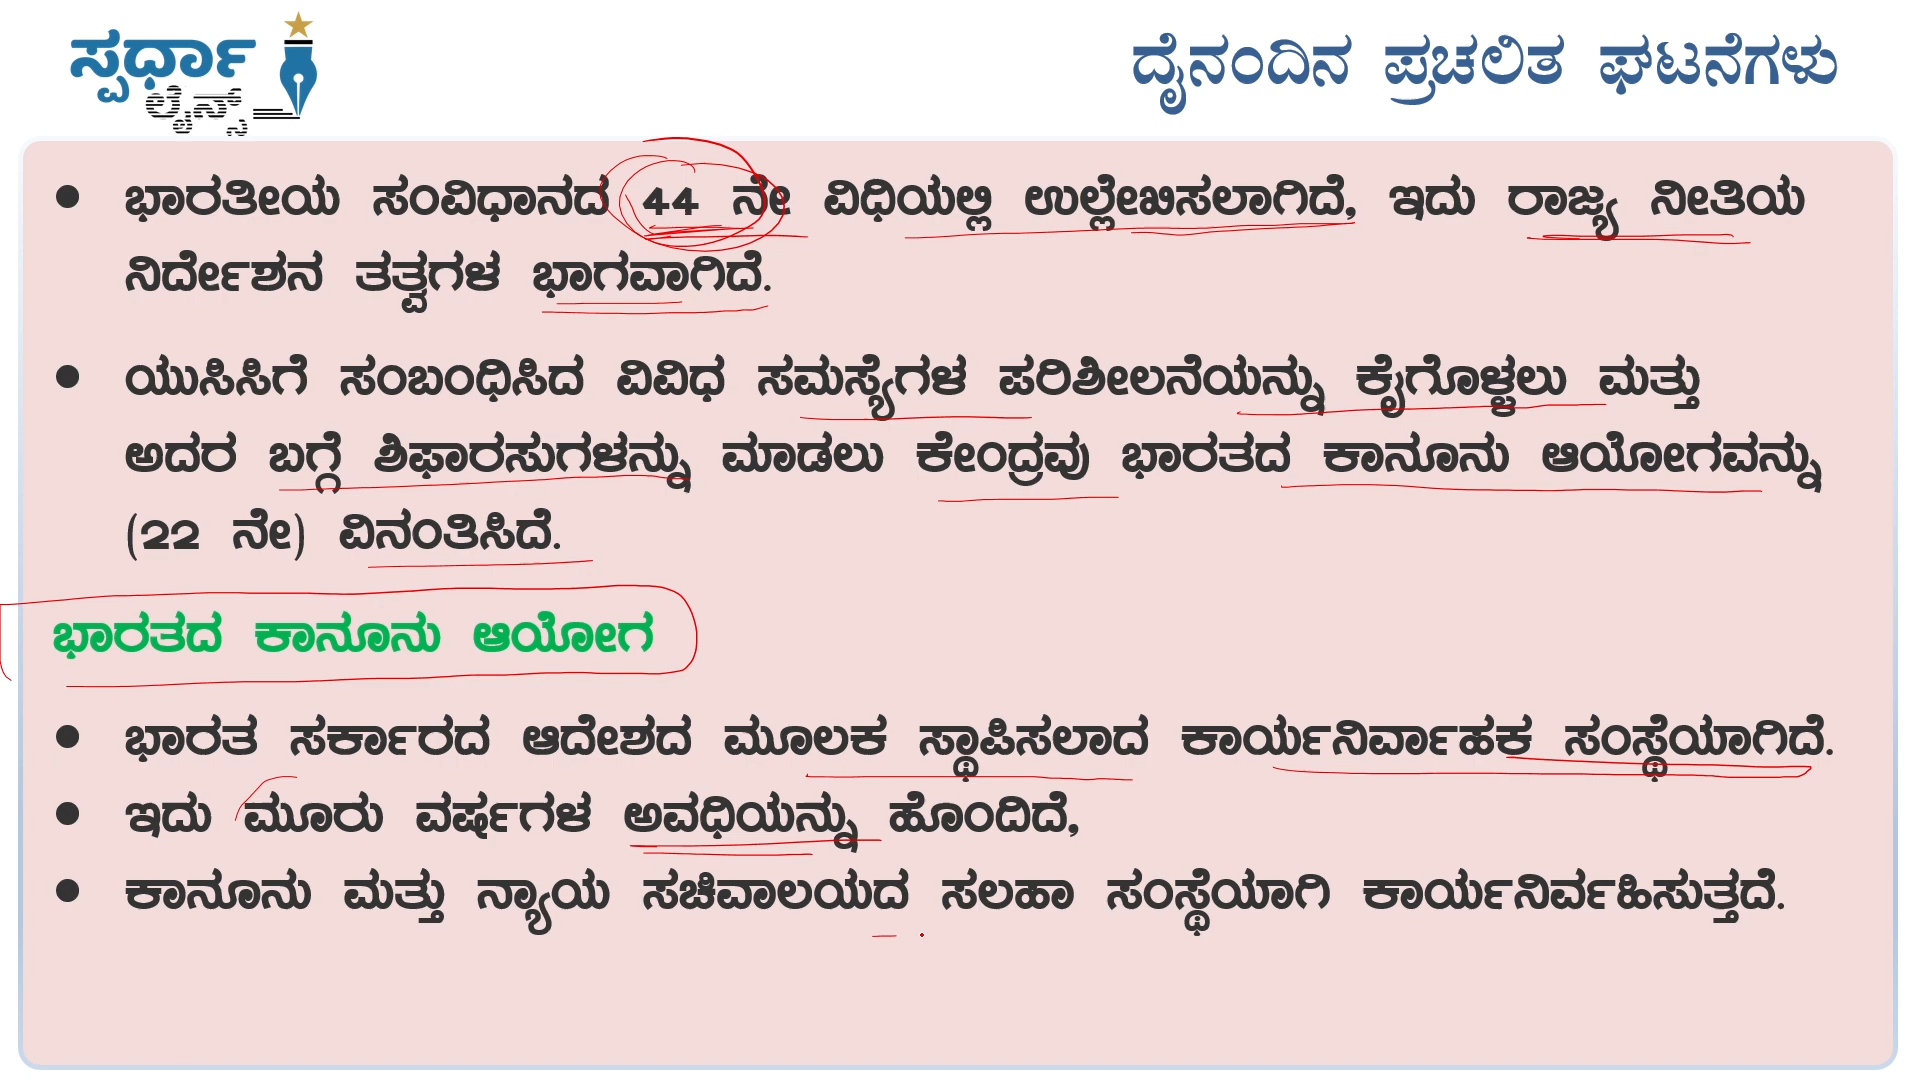 ಸ್ಪರ್ಧಾ
ಲೈನ್ಸ್
ದೈನಂದಿನ ಪ್ರಚಲಿತ ಘಟನೆಗಳು
● ಭಾರತೀಯ ಸಂವಿಧಾನದ 44 ನೇ ವಿಧಿಯಲ್ಲಿ ಉಲ್ಲೇಖಿಸಲಾಗಿದೆ, ಇದು ರಾಜ್ಯ ನೀತಿಯ
ನಿರ್ದೇಶನ ತತ್ವಗಳ ಭಾಗವಾಗಿದೆ.
● ಯುಸಿಸಿಗೆ ಸಂಬಂಧಿಸಿದ ವಿವಿಧ ಸಮಸ್ಯೆಗಳ ಪರಿಶೀಲನೆಯನ್ನು ಕೈಗೊಳ್ಳಲು ಮತ್ತು
ಅದರ ಬಗ್ಗೆ ಶಿಫಾರಸುಗಳನ್ನು ಮಾಡಲು ಕೇಂದ್ರವು ಭಾರತದ ಕಾನೂನು ಆಯೋಗವನ್ನು
(22 ನೇ) ವಿನಂತಿಸಿದೆ.
ಭಾರತದ ಕಾನೂನು ಆಯೋಗ
● ಭಾರತ ಸರ್ಕಾರದ ಆದೇಶದ ಮೂಲಕ ಸ್ಥಾಪಿಸಲಾದ ಕಾರ್ಯನಿರ್ವಾಹಕ ಸಂಸ್ಥೆಯಾಗಿದೆ.
● ಇದು ಮೂರು ವರ್ಷಗಳ ಅವಧಿಯನ್ನು ಹೊಂದಿದೆ,
● ಕಾನೂನು ಮತ್ತು ನ್ಯಾಯ ಸಚಿವಾಲಯದ ಸಲಹಾ ಸಂಸ್ಥೆಯಾಗಿ ಕಾರ್ಯನಿರ್ವಹಿಸುತ್ತದೆ.